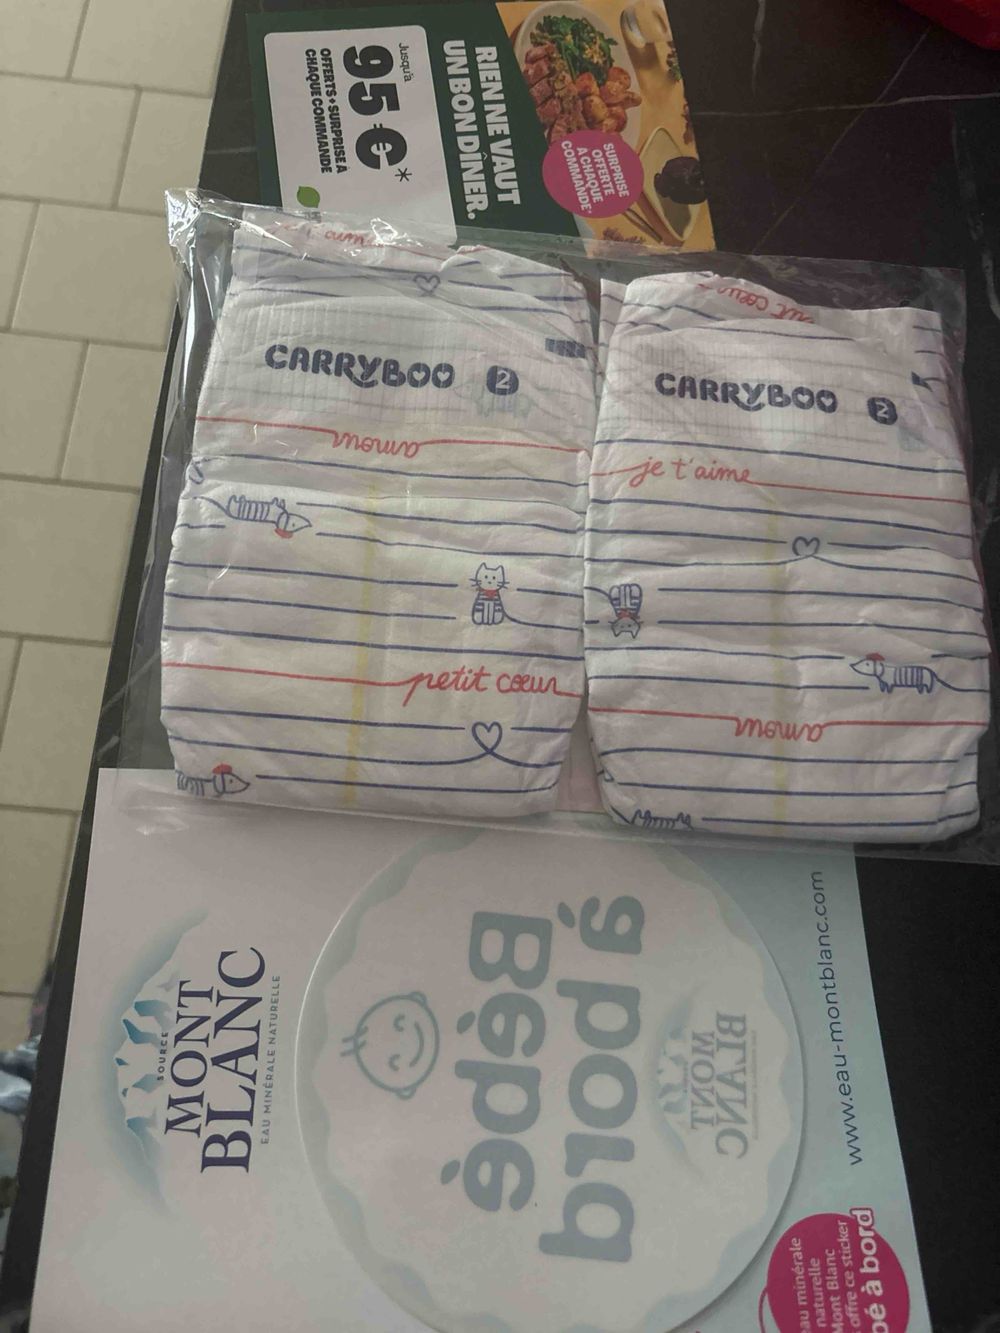 Jusqu'à
95€*
OFFERTS + SURPRISE À
CHAQUE COMMANDE
RIEN NE VAUT
UN BON DÎNER.
SURPRISE
OFFERTE
À CHAQUE
COMMANDE*
CARRYBOO 2
amour
petit cœur
CARRYBOO 2
je t'aime
amour
SOURCE
MONT
BLANC
EAU MINÉRALE NATURELLE
Bébé
à bord
MONT
BLANC
www.eau-montblanc.com
minérale
naturelle
Mont Blanc
offre ce sticker
à bord